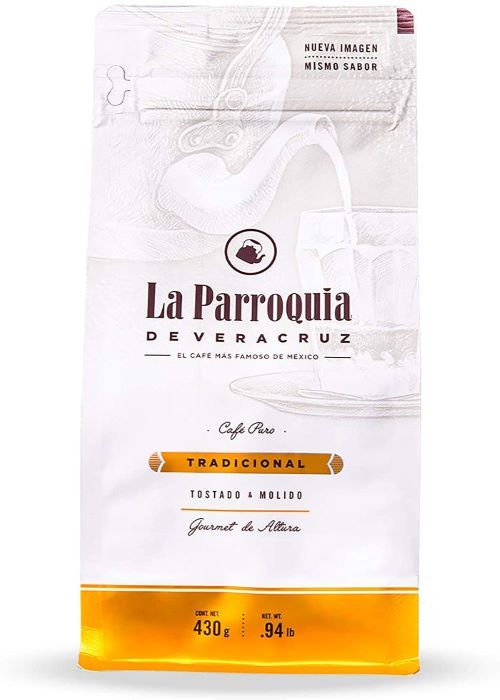 NUEVA IMAGEN
MISMO SABOR
La Parroquia
DE VERACRUZ
EL CAFÉ MÁS FAMOSO DE MÉXICO
Café Puro
TRADICIONAL
TOSTADO & MOLIDO
Gourmet de Altura
CONT. NET. NET. WT.
430 g .94 lb